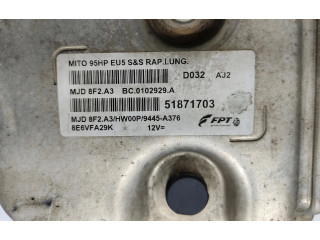 MITO 95HP EU5 S&S RAP.LUNG.
D032 AJ2
MJD 8F2.A3 BC.0102929.A
51871703
MJD 8F2.A3/HW00P/9445-A376
8E6VFA29K × 12V=
FPT